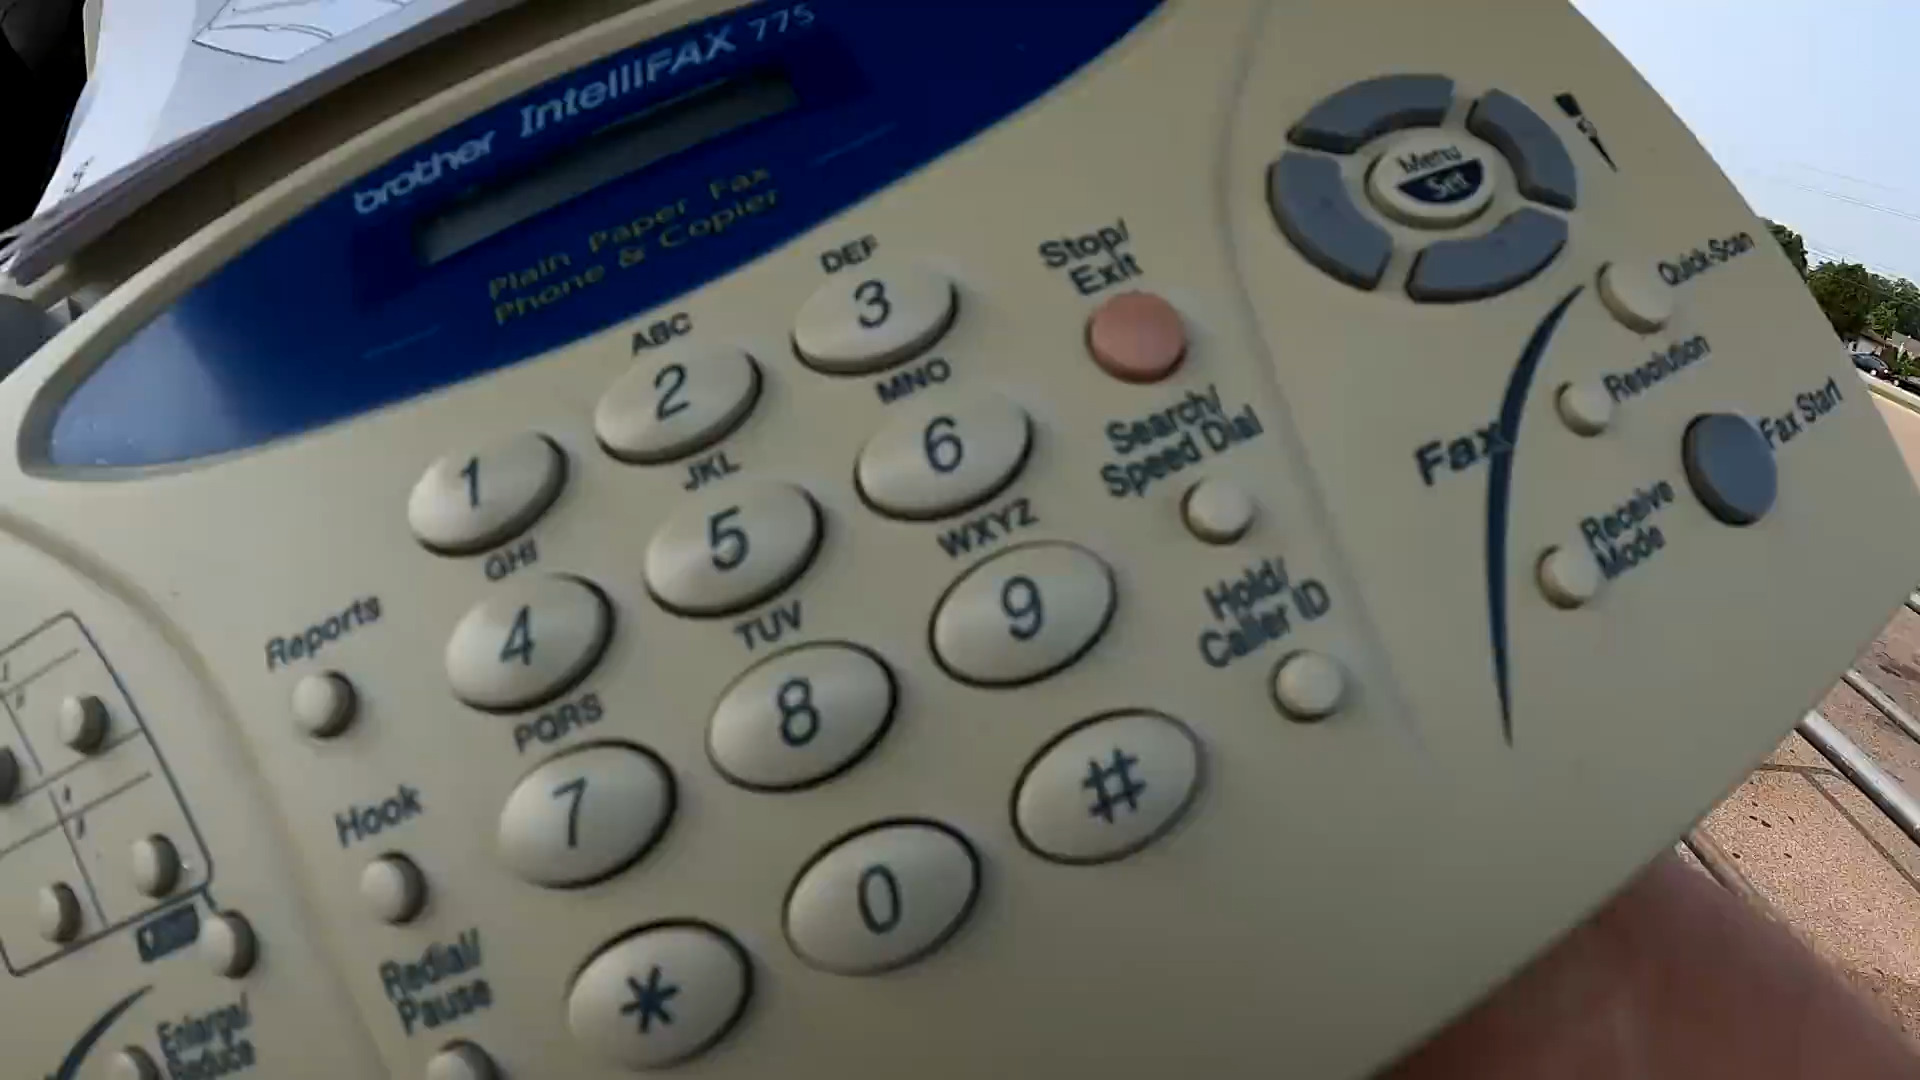 brother IntelliFAX 775
Plain Paper Fax
Phone & Copier
Menu
Set
Stop/
Exit
Quick-Scan
Resolution
Fax Start
Fax
Receive
Mode
Search/
Speed Dial
Hold/
Caller ID
ABC
DEF
1
2
3
GHI
JKL
MNO
4
5
6
PQRS
TUV
WXYZ
7
8
9
*
0
#
Reports
Hook
Redial/
Pause
Enlarge/
Reduce